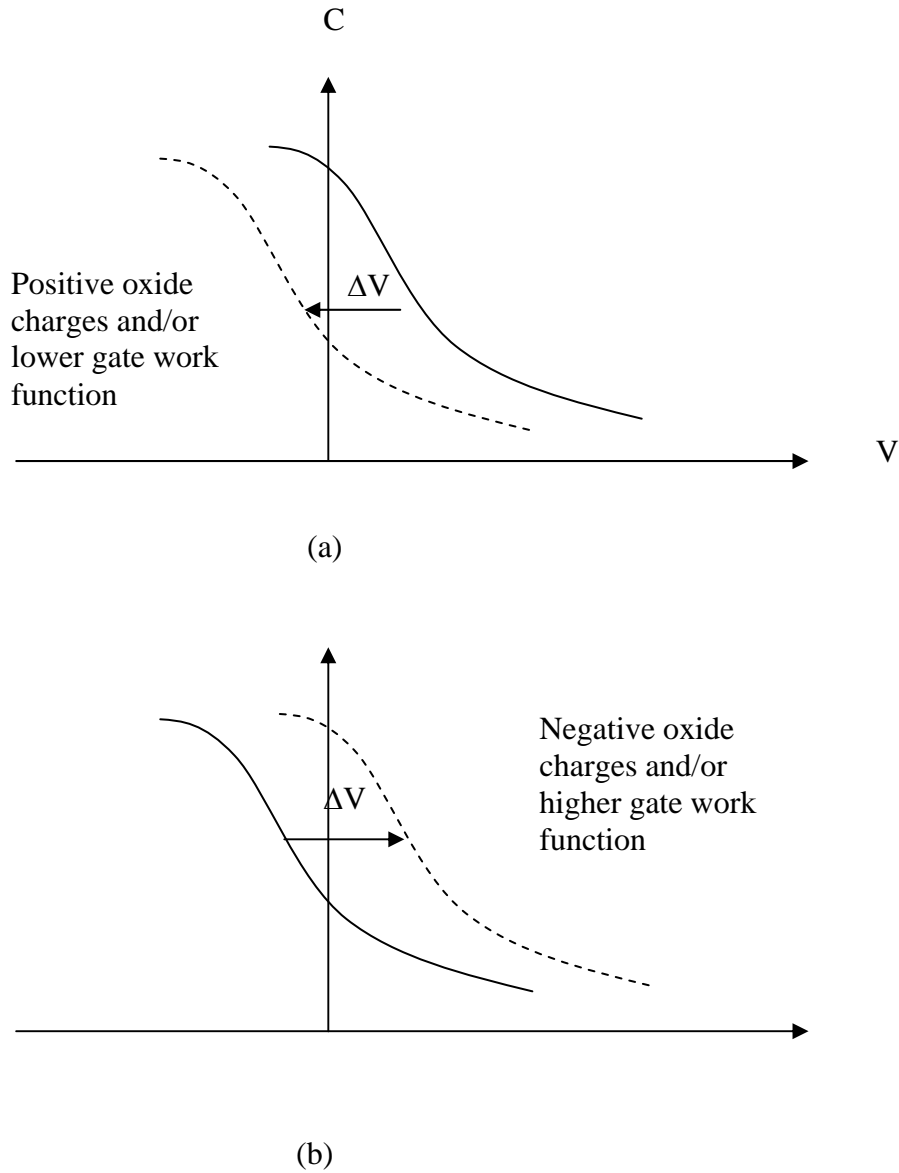 C
ΔV
Positive oxide
charges and/or
lower gate work
function
V
(a)
Negative oxide
charges and/or
higher gate work
function
ΔV
(b)